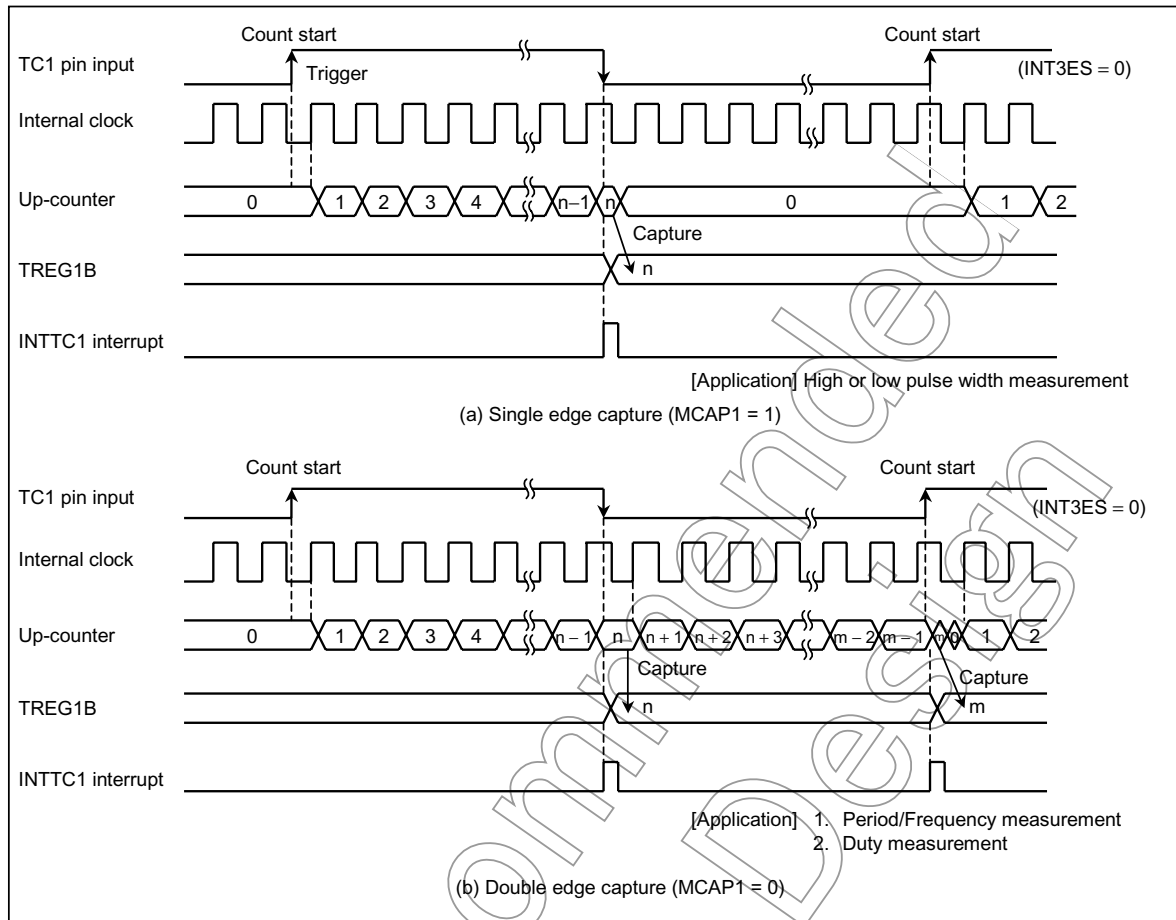 Count start
Count start
TC1 pin input
Trigger
(INT3ES = 0)
Internal clock
Up-counter
0 1 2 3 4 n−1 n 0 1 2
Capture
TREG1B
n
INTTC1 interrupt
[Application] High or low pulse width measurement
(a) Single edge capture (MCAP1 = 1)
Count start
Count start
TC1 pin input
(INT3ES = 0)
Internal clock
Up-counter
0 1 2 3 4 n − 1 n n + 1 n + 2 n + 3 m − 2 m − 1 m 0 1 2
Capture
Capture
TREG1B
n
m
INTTC1 interrupt
[Application] 1. Period/Frequency measurement
2. Duty measurement
(b) Double edge capture (MCAP1 = 0)
ommended
Design